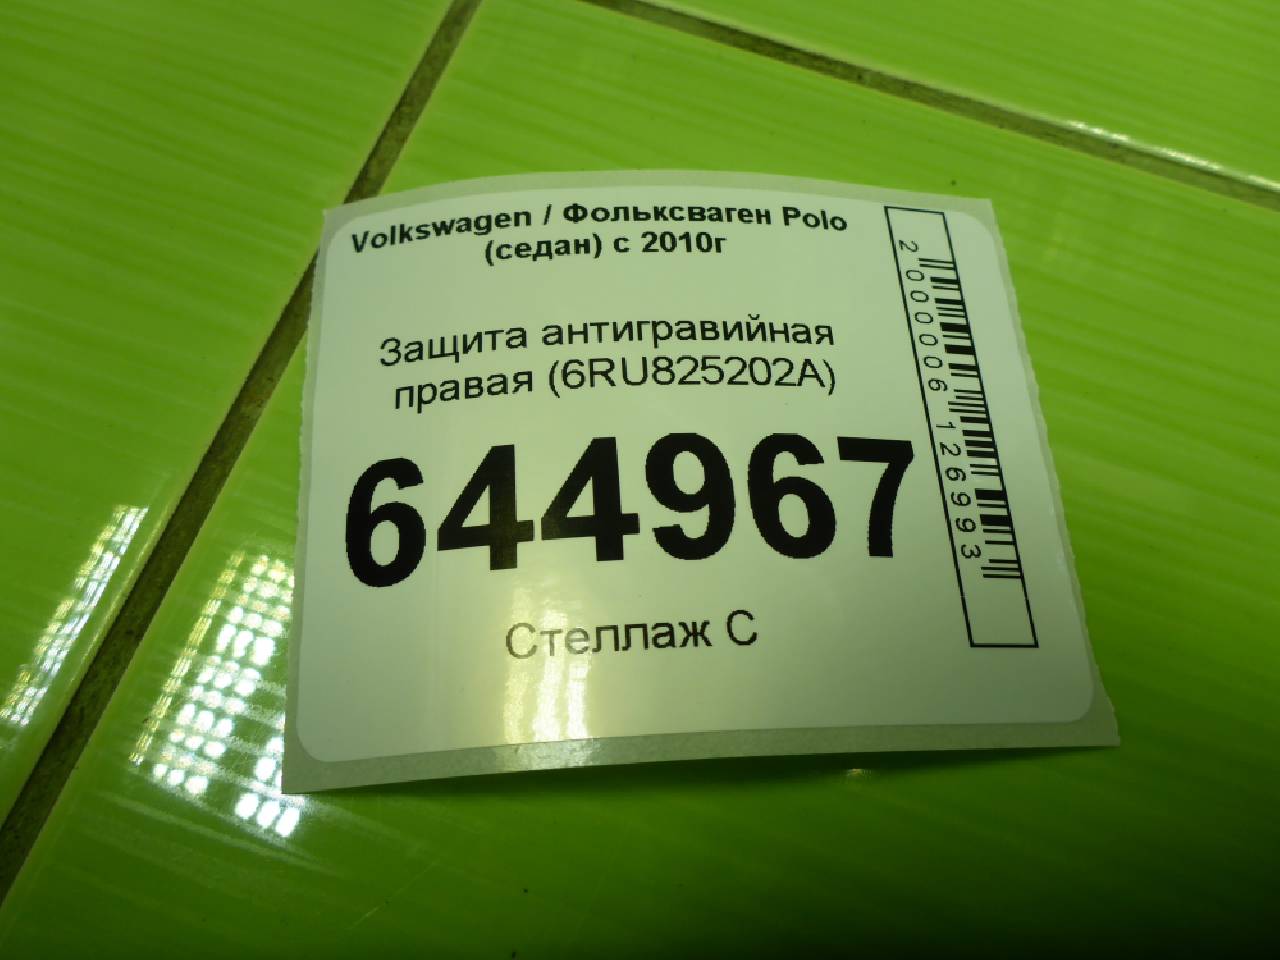 Volkswagen / Фольксваген Polo
(седан) с 2010г
Защита антигравийная
правая (6RU825202A)
644967
Стеллаж С
2000006126993